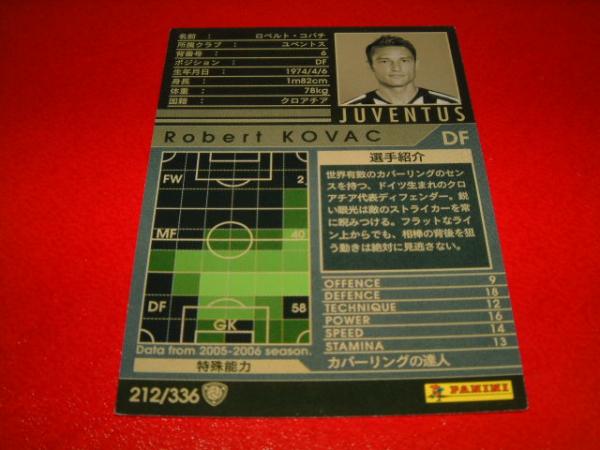 名前 : ロベルト・コバチ
所属クラブ : ユベントス
背番号 : 6
ポジション : DF
生年月日 : 1974/4/6
身長 : 1m82cm
体重 : 78kg
国籍 : クロアチア
JUVENTUS
Robert KOVAC DF
FW 2
MF 40
DF 58
GK
Data from 2005-2006 season.
特殊能力
選手紹介
世界有数のカバーリングのセン
スを持つ、ドイツ生まれのクロ
アチア代表ディフェンダー。鋭
い眼光は敵のストライカーを常
に睨みつける。フラットなライ
ン上からでも、相棒の背後を狙
う動きは絶対に見逃さない。
OFFENCE 9
DEFENCE 18
TECHNIQUE 12
POWER 16
SPEED 14
STAMINA 13
カバーリングの達人
212/336
PANINI